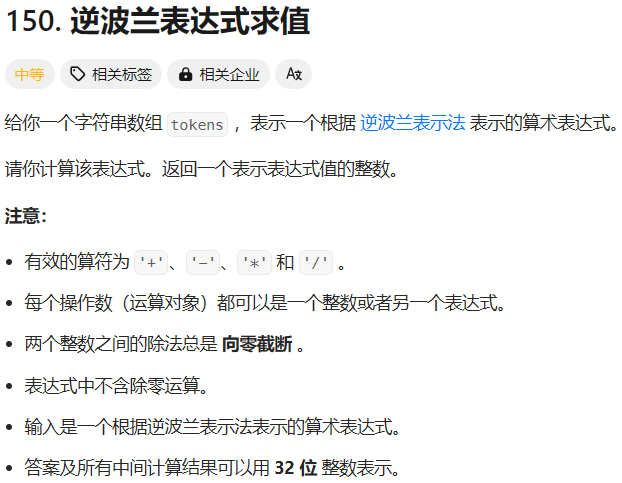 150. 逆波兰表达式求值
中等 相关标签 相关企业 Aあ
给你一个字符串数组 tokens ，表示一个根据 逆波兰表示法 表示的算术表达式。
请你计算该表达式。返回一个表示表达式值的整数。
注意：
• 有效的算符为 '+'、'-'、'*' 和 '/' 。
• 每个操作数（运算对象）都可以是一个整数或者另一个表达式。
• 两个整数之间的除法总是 向零截断 。
• 表达式中不含除零运算。
• 输入是一个根据逆波兰表示法表示的算术表达式。
• 答案及所有中间计算结果可以用 32 位 整数表示。